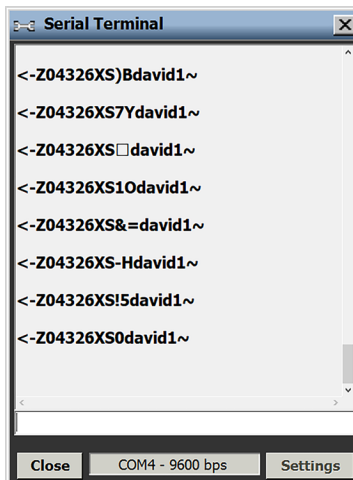 Serial Terminal
<-Z04326XS)Bdavid1~
<-Z04326XS7Ydavid1~
<-Z04326XS□david1~
<-Z04326XS1Odavid1~
<-Z04326XS&=david1~
<-Z04326XS-Hdavid1~
<-Z04326XS!5david1~
<-Z04326XS0david1~
Close COM4 - 9600 bps Settings